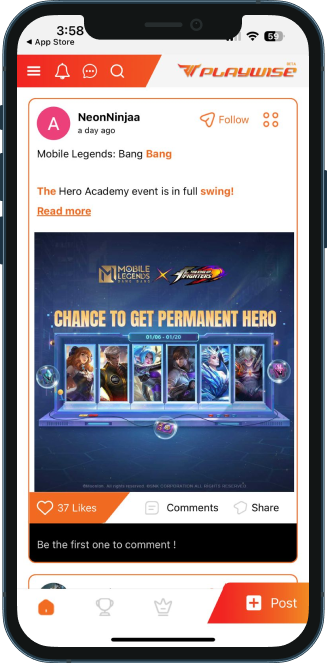 3:58
59
App Store
BETA
PLAYWISE
A
NeonNinjaa
a day ago
Follow
Mobile Legends: Bang Bang
The Hero Academy event is in full swing!
Read more
MOBILE LEGENDS
BANG BANG
×
THE KING OF FIGHTERS
CHANCE TO GET PERMANENT HERO
01/06 - 01/20
37 Likes
Comments
Share
Be the first one to comment !
Post